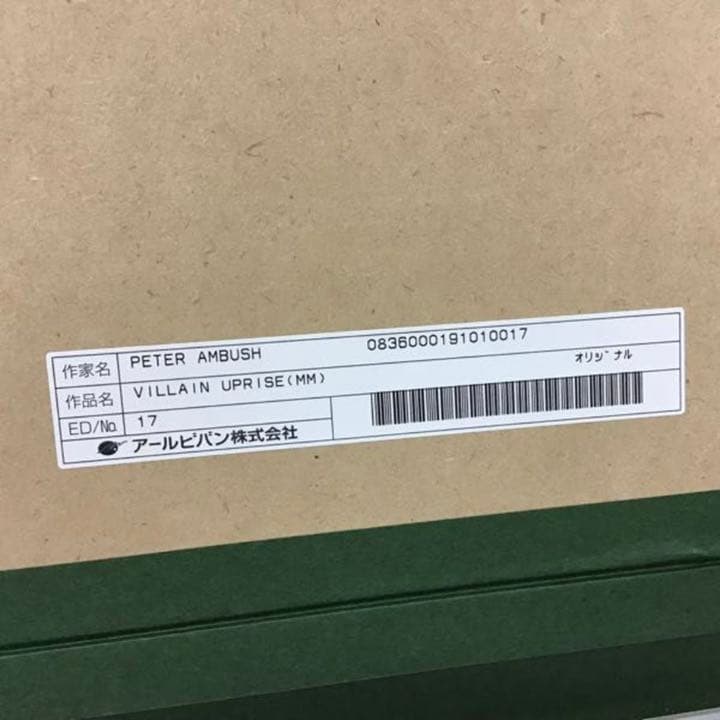 作家名 PETER AMBUSH 0836000191010017
作品名 VILLAIN UPRISE(MM) オリジナル
ED/No. 17
アールビバン株式会社